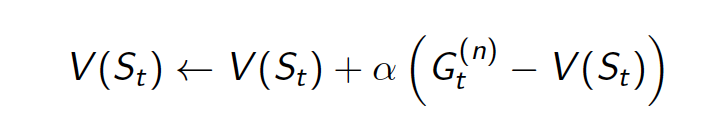 V(S_t) ← V(S_t) + α (G_t^{(n)} − V(S_t))